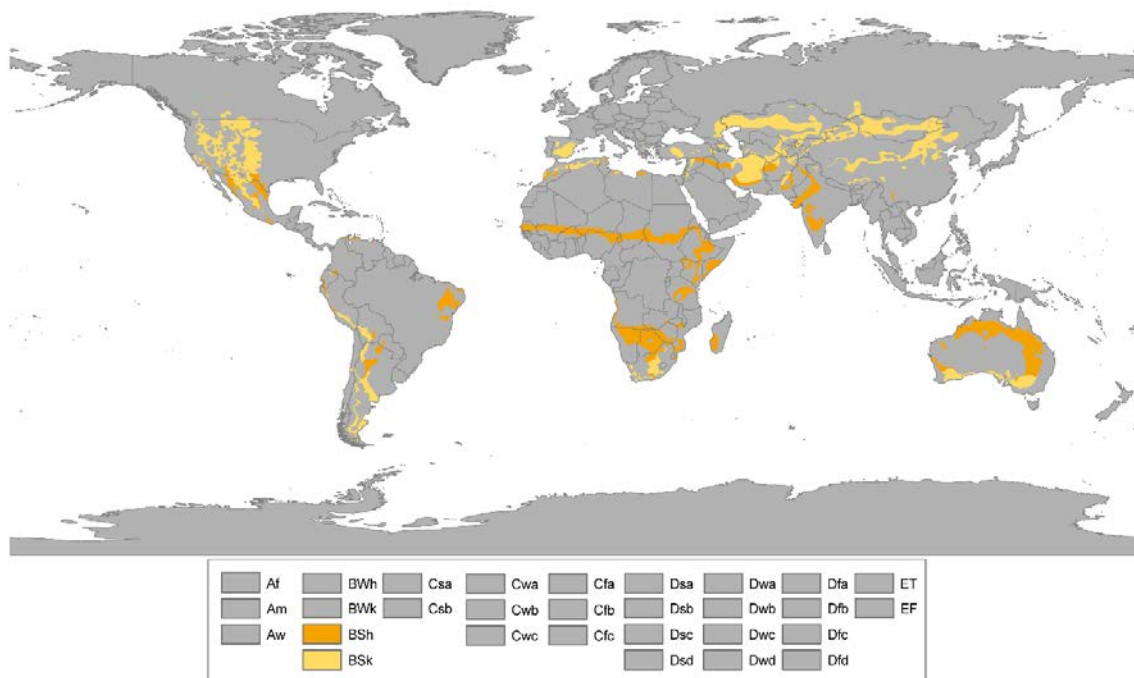 Af BWh Csa Cwa Cfa Dsa Dwa Dfa ET
Am BWk Csb Cwb Cfb Dsb Dwb Dfb EF
Aw BSh Cwc Cfc Dsc Dwc Dfc
BSk Dsd Dwd Dfd